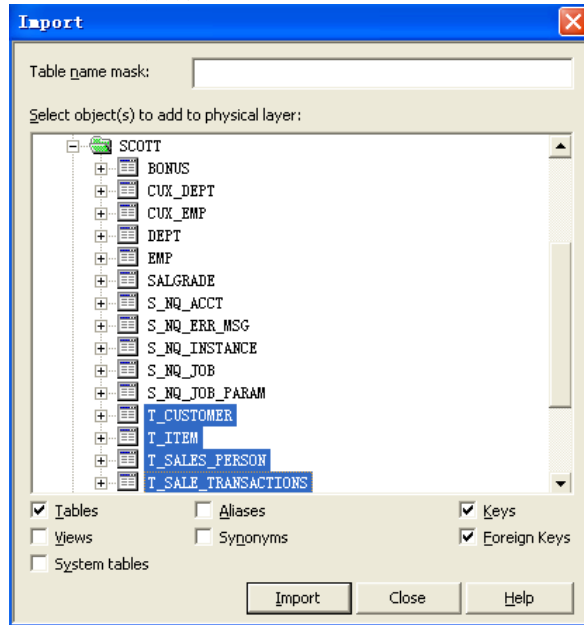 Import
Table name mask:
Select object(s) to add to physical layer:
SCOTT
BONUS
CUX_DEPT
CUX_EMP
DEPT
EMP
SALGRADE
S_NQ_ACCT
S_NQ_ERR_MSG
S_NQ_INSTANCE
S_NQ_JOB
S_NQ_JOB_PARAM
T_CUSTOMER
T_ITEM
T_SALES_PERSON
T_SALE_TRANSACTIONS
Tables Aliases Keys
Views Synonyms Foreign Keys
System tables
Import Close Help